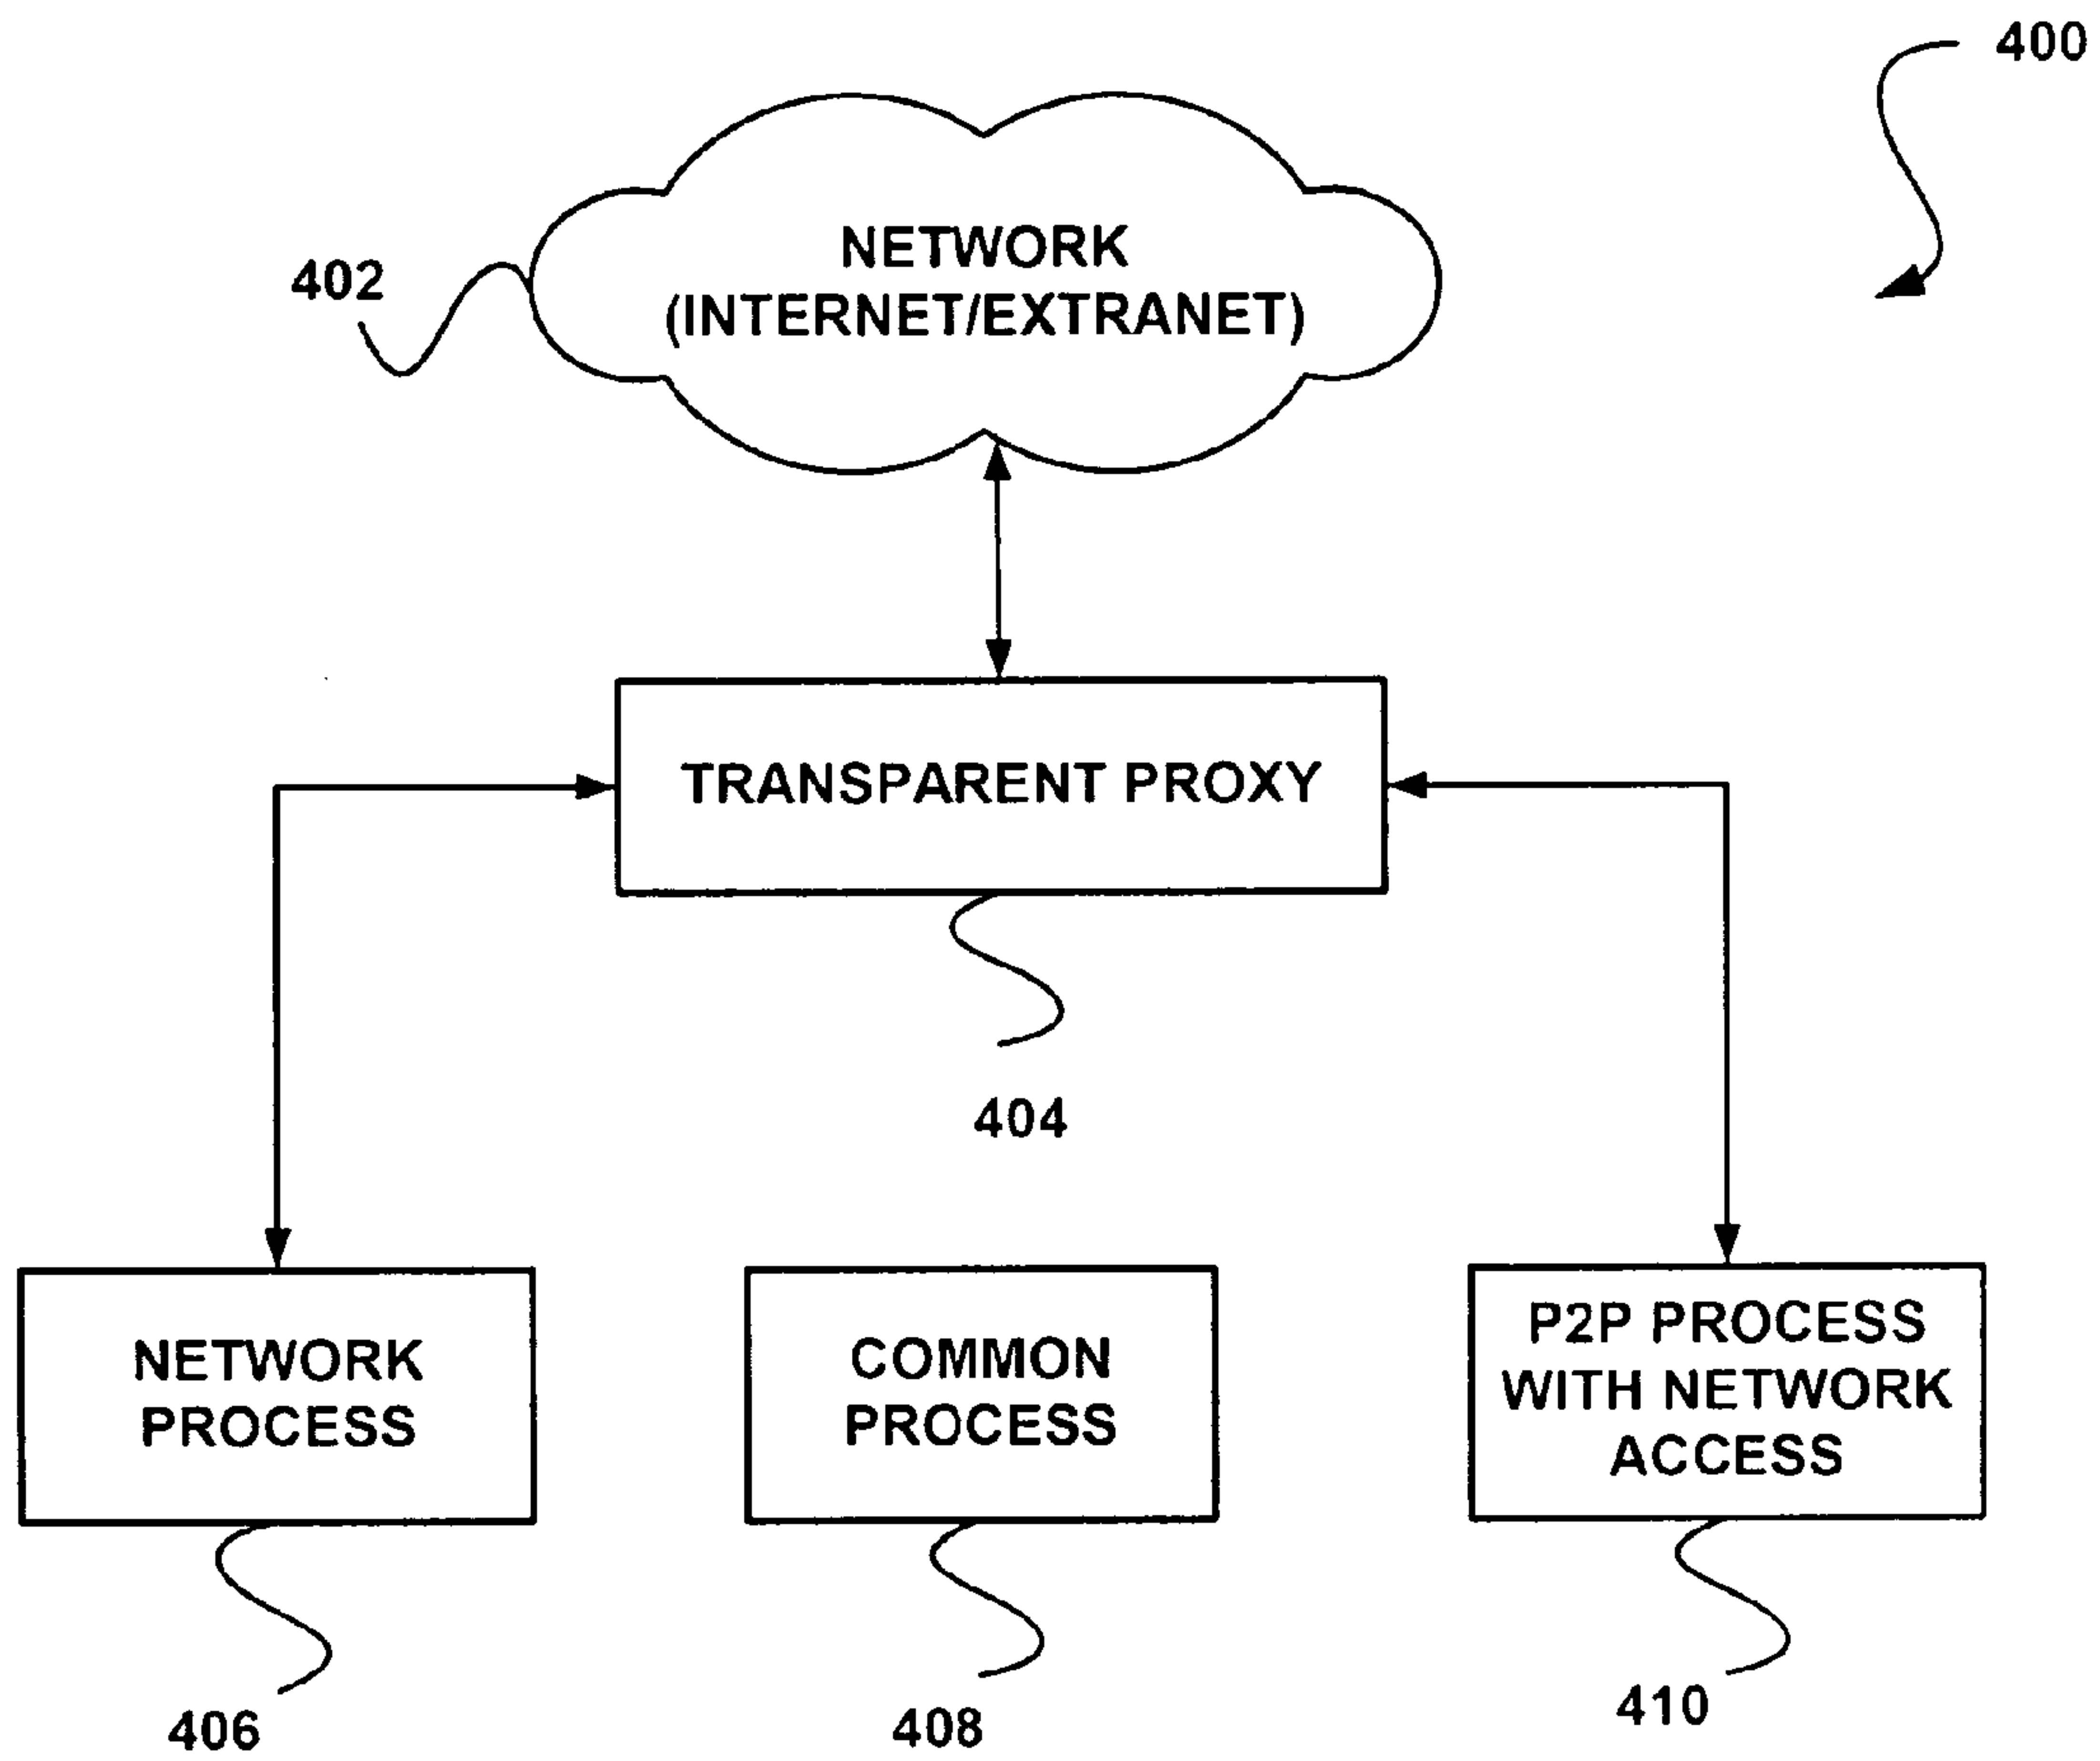 400
NETWORK
(INTERNET/EXTRANET)
402
TRANSPARENT PROXY
404
NETWORK
PROCESS
COMMON
PROCESS
P2P PROCESS
WITH NETWORK
ACCESS
406
408
410